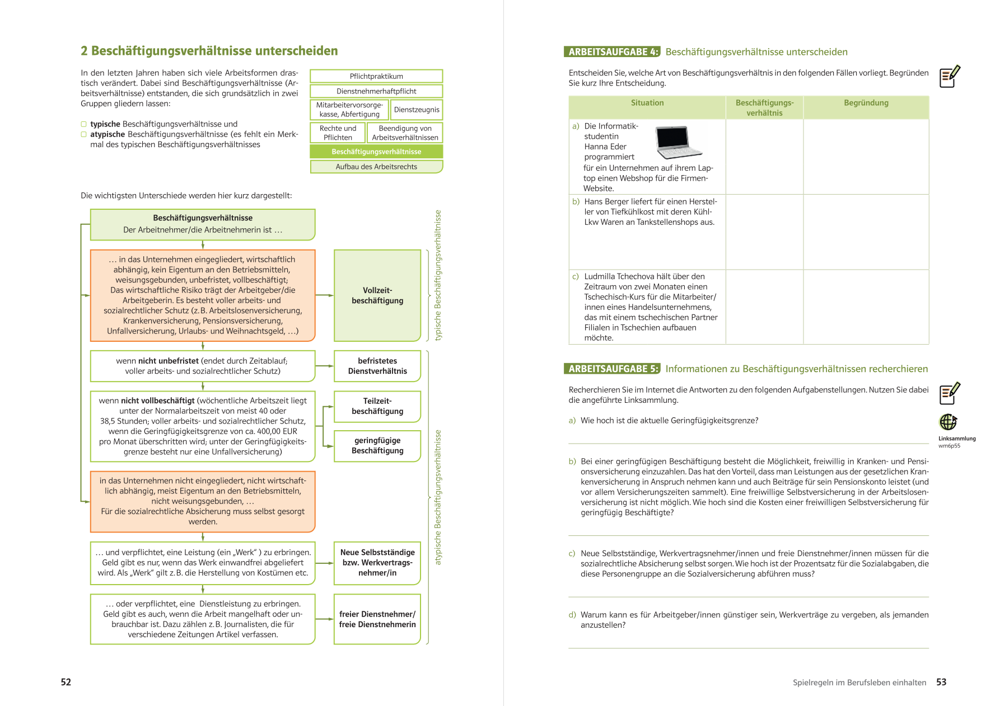 2 Beschäftigungsverhältnisse unterscheiden
In den letzten Jahren haben sich viele Arbeitsformen dras-
tisch verändert. Dabei sind Beschäftigungsverhältnisse (Ar-
beitsverhältnisse) entstanden, die sich grundsätzlich in zwei
Gruppen gliedern lassen:
typische Beschäftigungsverhältnisse und
atypische Beschäftigungsverhältnisse (es fehlt ein Merk-
mal des typischen Beschäftigungsverhältnisses
Pflichtpraktikum
Dienstnehmerhaftpflicht
Mitarbeitervorsorge-
kasse, Abfertigung
Dienstzeugnis
Rechte und
Pflichten
Beendigung von
Arbeitsverhältnissen
Beschäftigungsverhältnisse
Aufbau des Arbeitsrechts
Die wichtigsten Unterschiede werden hier kurz dargestellt:
Beschäftigungsverhältnisse
Der Arbeitnehmer/die Arbeitnehmerin ist …
… in das Unternehmen eingegliedert, wirtschaftlich
abhängig, kein Eigentum an den Betriebsmitteln,
weisungsgebunden, unbefristet, vollbeschäftigt;
Das wirtschaftliche Risiko trägt der Arbeitgeber/die
Arbeitgeberin. Es besteht voller arbeits- und
sozialrechtlicher Schutz (z. B. Arbeitslosenversicherung,
Krankenversicherung, Pensionsversicherung,
Unfallversicherung, Urlaubs- und Weihnachtsgeld, …)
Vollzeit-
beschäftigung
typische Beschäftigungsverhältnisse
wenn nicht unbefristet (endet durch Zeitablauf;
voller arbeits- und sozialrechtlicher Schutz)
befristetes
Dienstverhältnis
wenn nicht vollbeschäftigt (wöchentliche Arbeitszeit liegt
unter der Normalarbeitszeit von meist 40 oder
38,5 Stunden; voller arbeits- und sozialrechtlicher Schutz,
wenn die Geringfügigkeitsgrenze von ca. 400,00 EUR
pro Monat überschritten wird; unter der Geringfügigkeits-
grenze besteht nur eine Unfallversicherung)
Teilzeit-
beschäftigung
geringfügige
Beschäftigung
in das Unternehmen nicht eingegliedert, nicht wirtschaft-
lich abhängig, meist Eigentum an den Betriebsmitteln,
nicht weisungsgebunden, …
Für die sozialrechtliche Absicherung muss selbst gesorgt
werden.
… und verpflichtet, eine Leistung (ein „Werk“ ) zu erbringen.
Geld gibt es nur, wenn das Werk einwandfrei abgeliefert
wird. Als „Werk“ gilt z. B. die Herstellung von Kostümen etc.
Neue Selbstständige
bzw. Werkvertrags-
nehmer/in
… oder verpflichtet, eine Dienstleistung zu erbringen.
Geld gibt es auch, wenn die Arbeit mangelhaft oder un-
brauchbar ist. Dazu zählen z. B. Journalisten, die für
verschiedene Zeitungen Artikel verfassen.
freier Dienstnehmer/
freie Dienstnehmerin
atypische Beschäftigungsverhältnisse
52
ARBEITSAUFGABE 4: Beschäftigungsverhältnisse unterscheiden
Entscheiden Sie, welche Art von Beschäftigungsverhältnis in den folgenden Fällen vorliegt. Begründen
Sie kurz Ihre Entscheidung.
Situation
Beschäftigungs-
verhältnis
Begründung
a) Die Informatik-
studentin
Hanna Eder
programmiert
für ein Unternehmen auf ihrem Lap-
top einen Webshop für die Firmen-
Website.
b) Hans Berger liefert für einen Herstel-
ler von Tiefkühlkost mit deren Kühl-
Lkw Waren an Tankstellenshops aus.
c) Ludmilla Tchechova hält über den
Zeitraum von zwei Monaten einen
Tschechisch-Kurs für die Mitarbeiter/
innen eines Handelsunternehmens,
das mit einem tschechischen Partner
Filialen in Tschechien aufbauen
möchte.
ARBEITSAUFGABE 5: Informationen zu Beschäftigungsverhältnissen recherchieren
Recherchieren Sie im Internet die Antworten zu den folgenden Aufgabenstellungen. Nutzen Sie dabei
die angeführte Linksammlung.
a) Wie hoch ist die aktuelle Geringfügigkeitsgrenze?
Linksammlung
wm6p55
b) Bei einer geringfügigen Beschäftigung besteht die Möglichkeit, freiwillig in Kranken- und Pensi-
onsversicherung einzuzahlen. Das hat den Vorteil, dass man Leistungen aus der gesetzlichen Kran-
kenversicherung in Anspruch nehmen kann und auch Beiträge für sein Pensionskonto leistet (und
vor allem Versicherungszeiten sammelt). Eine freiwillige Selbstversicherung in der Arbeitslosen-
versicherung ist nicht möglich. Wie hoch sind die Kosten einer freiwilligen Selbstversicherung für
geringfügig Beschäftigte?
c) Neue Selbstständige, Werkvertragsnehmer/innen und freie Dienstnehmer/innen müssen für die
sozialrechtliche Absicherung selbst sorgen. Wie hoch ist der Prozentsatz für die Sozialabgaben, die
diese Personengruppe an die Sozialversicherung abführen muss?
d) Warum kann es für Arbeitgeber/innen günstiger sein, Werkverträge zu vergeben, als jemanden
anzustellen?
Spielregeln im Berufsleben einhalten 53